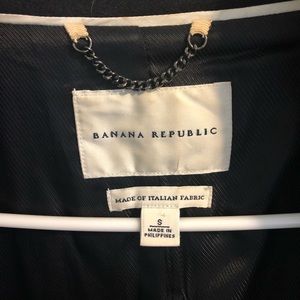 BANANA REPUBLIC
MADE OF ITALIAN FABRIC
S
MADE IN
PHILIPPINES